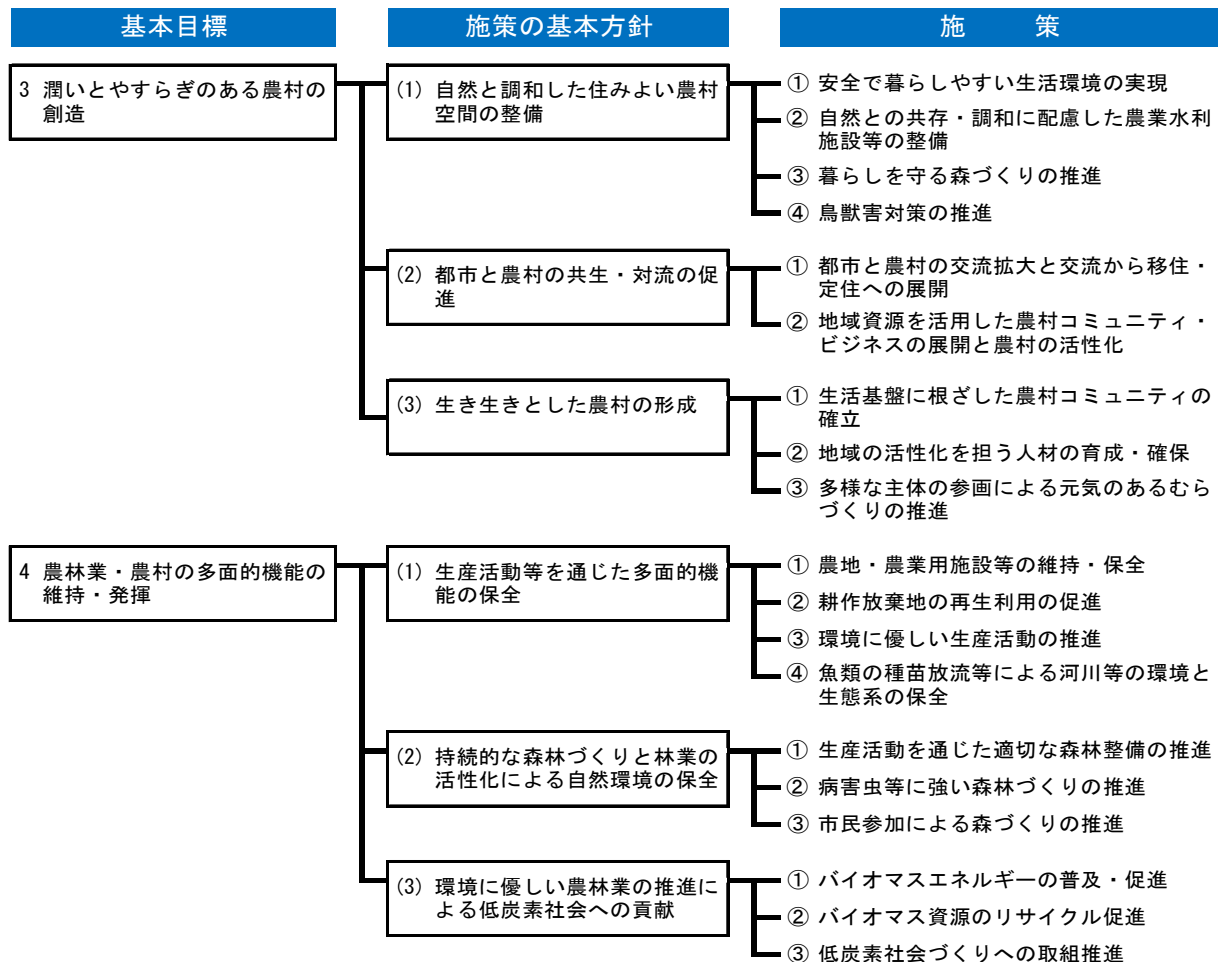 基本目標
施策の基本方針
施　　策
3 潤いとやすらぎのある農村の
創造
(1) 自然と調和した住みよい農村
空間の整備
① 安全で暮らしやすい生活環境の実現
② 自然との共存・調和に配慮した農業水利
施設等の整備
③ 暮らしを守る森づくりの推進
④ 鳥獣害対策の推進
(2) 都市と農村の共生・対流の促
進
① 都市と農村の交流拡大と交流から移住・
定住への展開
② 地域資源を活用した農村コミュニティ・
ビジネスの展開と農村の活性化
(3) 生き生きとした農村の形成
① 生活基盤に根ざした農村コミュニティの
確立
② 地域の活性化を担う人材の育成・確保
③ 多様な主体の参画による元気のあるむら
づくりの推進
4 農林業・農村の多面的機能の
維持・発揮
(1) 生産活動等を通じた多面的機
能の保全
① 農地・農業用施設等の維持・保全
② 耕作放棄地の再生利用の促進
③ 環境に優しい生産活動の推進
④ 魚類の種苗放流等による河川等の環境と
生態系の保全
(2) 持続的な森林づくりと林業の
活性化による自然環境の保全
① 生産活動を通じた適切な森林整備の推進
② 病害虫等に強い森林づくりの推進
③ 市民参加による森づくりの推進
(3) 環境に優しい農林業の推進に
よる低炭素社会への貢献
① バイオマスエネルギーの普及・促進
② バイオマス資源のリサイクル促進
③ 低炭素社会づくりへの取組推進